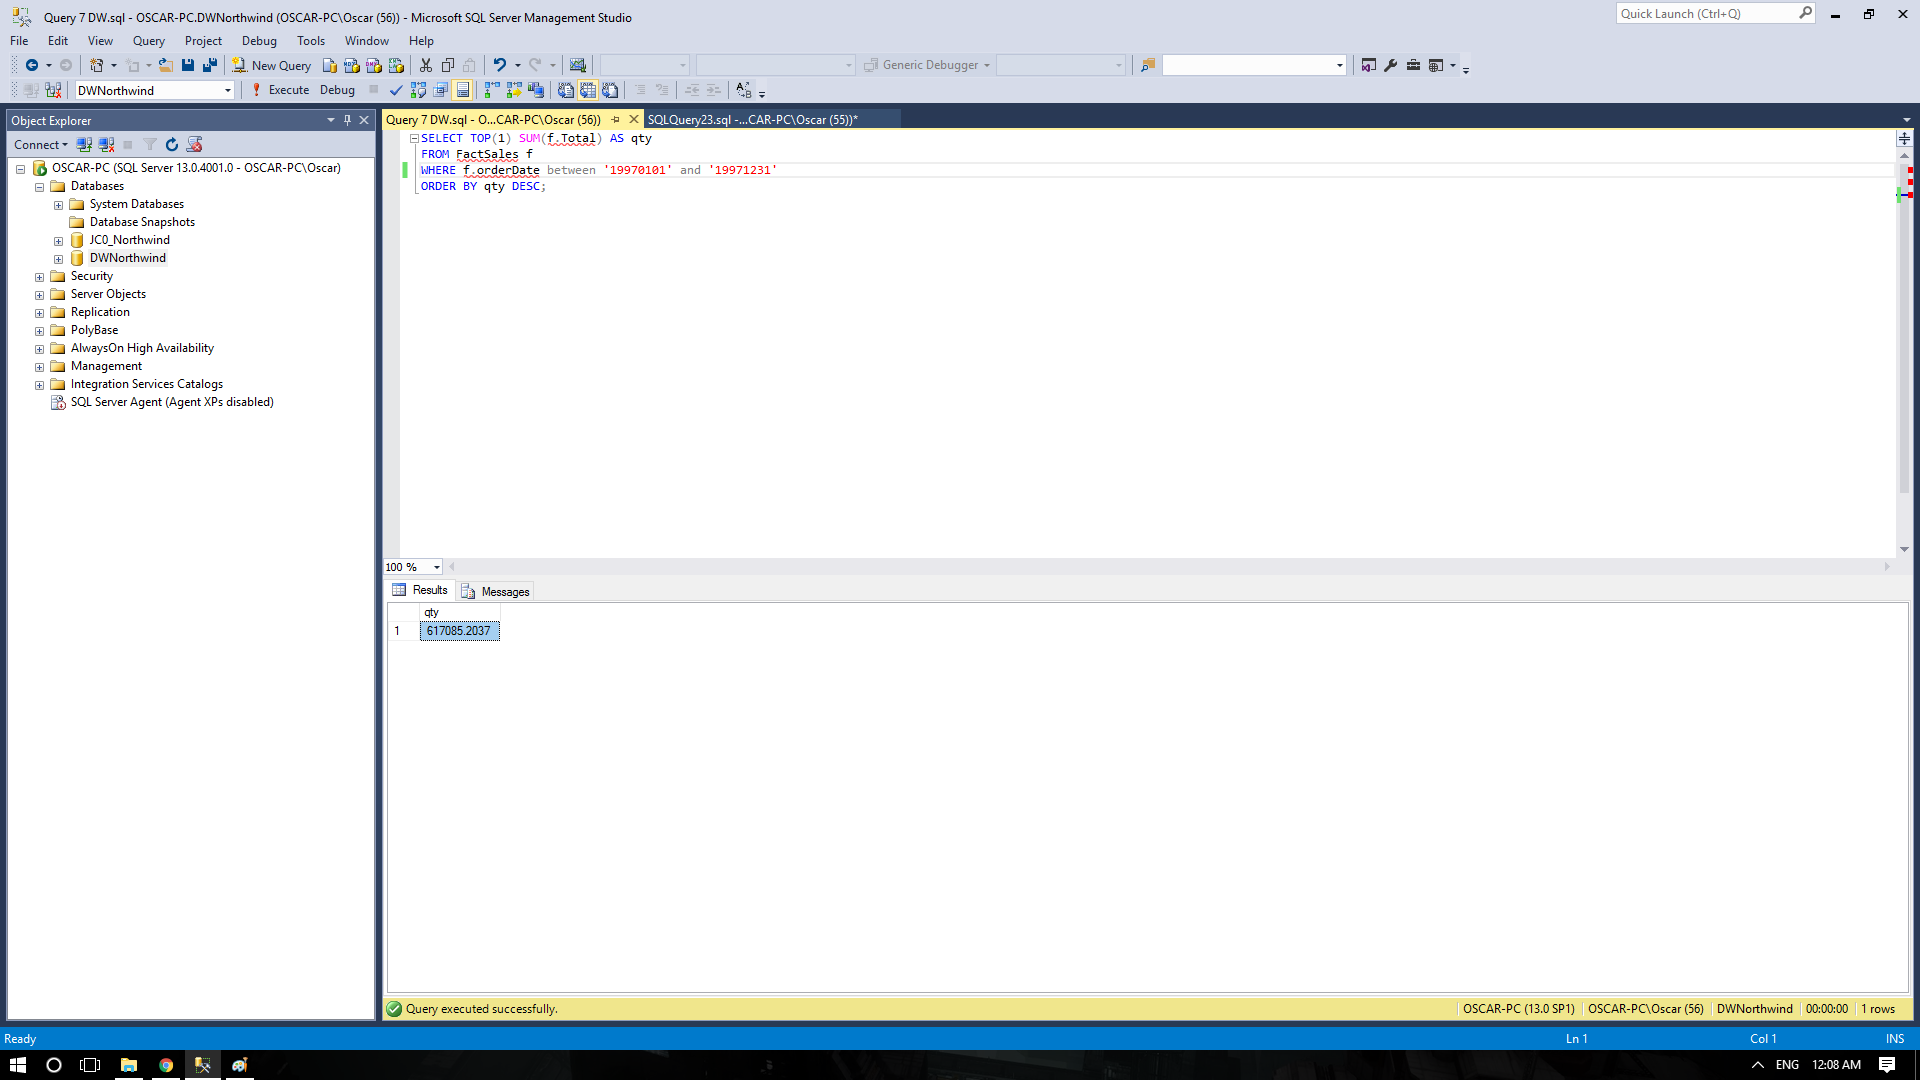 Query 7 DW.sql - OSCAR-PC.DWNorthwind (OSCAR-PC\Oscar (56)) - Microsoft SQL Server Management Studio
Quick Launch (Ctrl+Q)
File Edit View Query Project Debug Tools Window Help
New Query
Generic Debugger
DWNorthwind
Execute Debug
Object Explorer
Connect
OSCAR-PC (SQL Server 13.0.4001.0 - OSCAR-PC\Oscar)
Databases
System Databases
Database Snapshots
JC0_Northwind
DWNorthwind
Security
Server Objects
Replication
PolyBase
AlwaysOn High Availability
Management
Integration Services Catalogs
SQL Server Agent (Agent XPs disabled)
Query 7 DW.sql - O...CAR-PC\Oscar (56))
SQLQuery23.sql -...CAR-PC\Oscar (55))*
SELECT TOP(1) SUM(f.Total) AS qty
FROM FactSales f
WHERE f.orderDate between '19970101' and '19971231'
ORDER BY qty DESC;
100 %
Results
Messages
qty
1 617085.2037
Query executed successfully.
OSCAR-PC (13.0 SP1)
OSCAR-PC\Oscar (56)
DWNorthwind
00:00:00
1 rows
Ready
Ln 1
Col 1
INS
ENG
12:08 AM